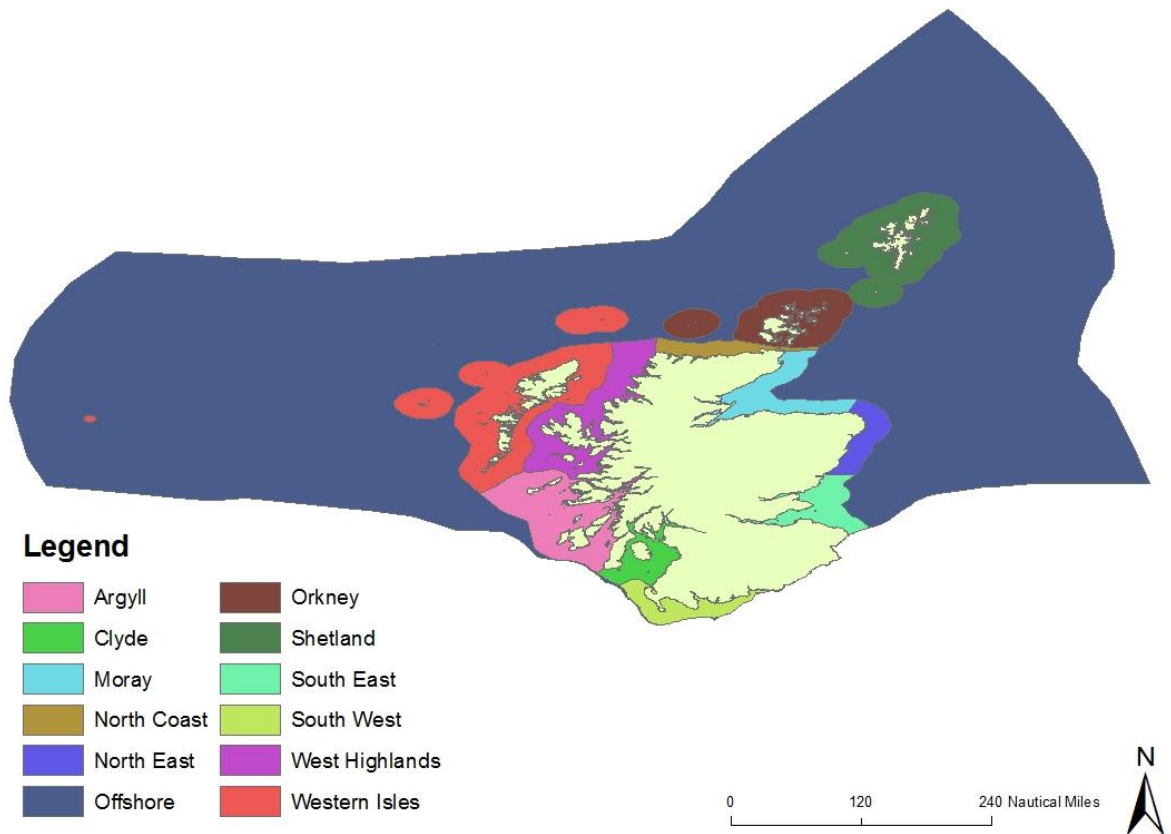 Legend
Argyll
Clyde
Moray
North Coast
North East
Offshore
Orkney
Shetland
South East
South West
West Highlands
Western Isles
0 120 240 Nautical Miles
N